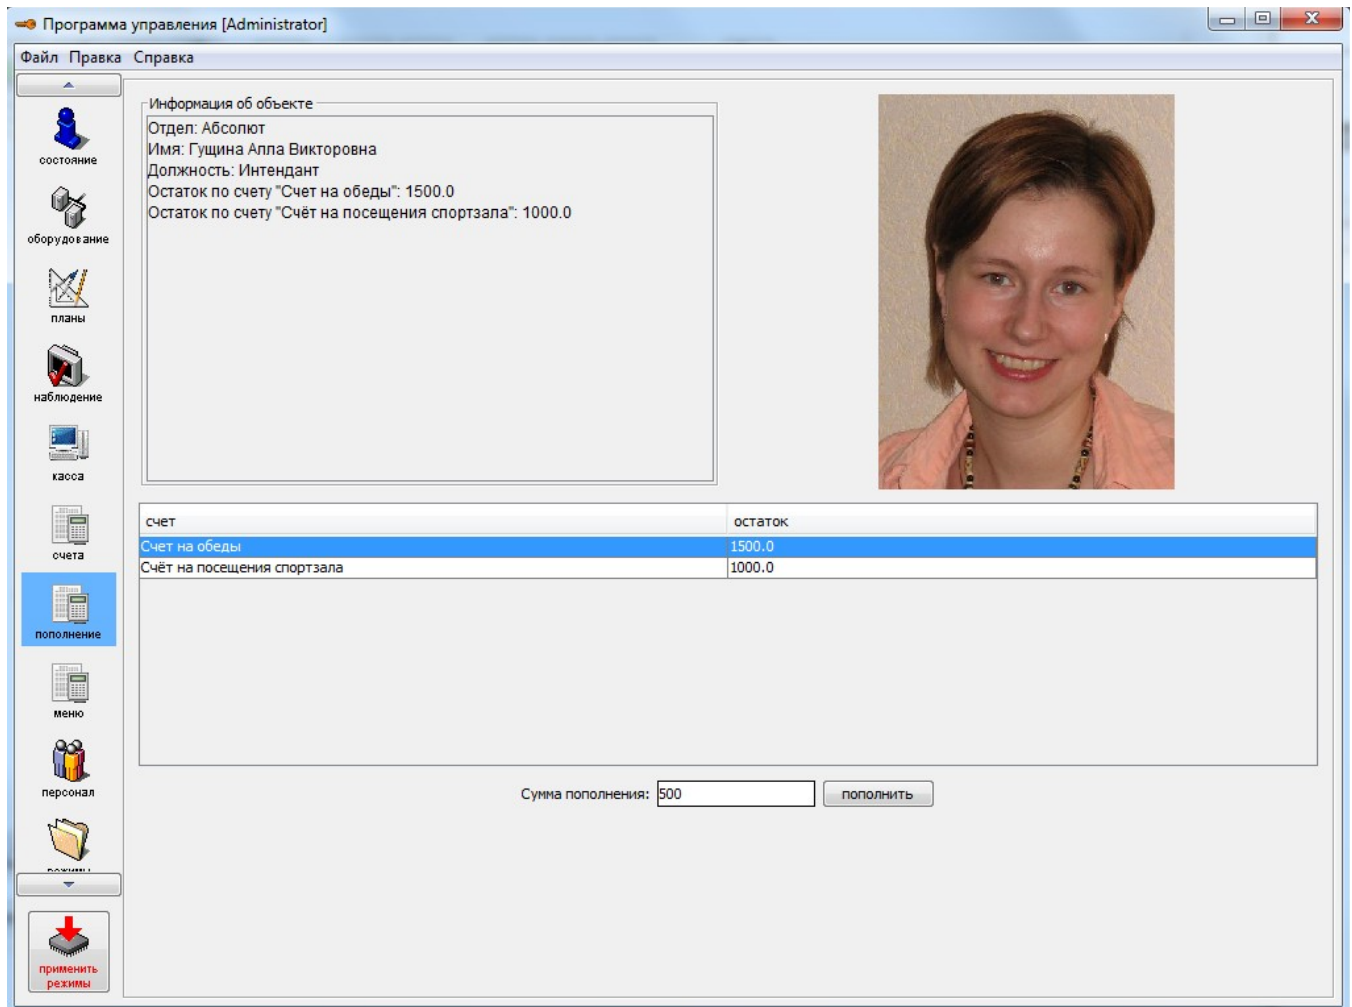 Программа управления [Administrator]
Файл Правка Справка
состояние
оборудование
планы
наблюдение
касса
счета
пополнение
меню
персонал
режимы
применить
режимы
Информация об объекте
Отдел: Абсолют
Имя: Гущина Алла Викторовна
Должность: Интендант
Остаток по счету "Счет на обеды": 1500.0
Остаток по счету "Счёт на посещения спортзала": 1000.0
счет остаток
Счет на обеды 1500.0
Счёт на посещения спортзала 1000.0
Сумма пополнения: 500 пополнить